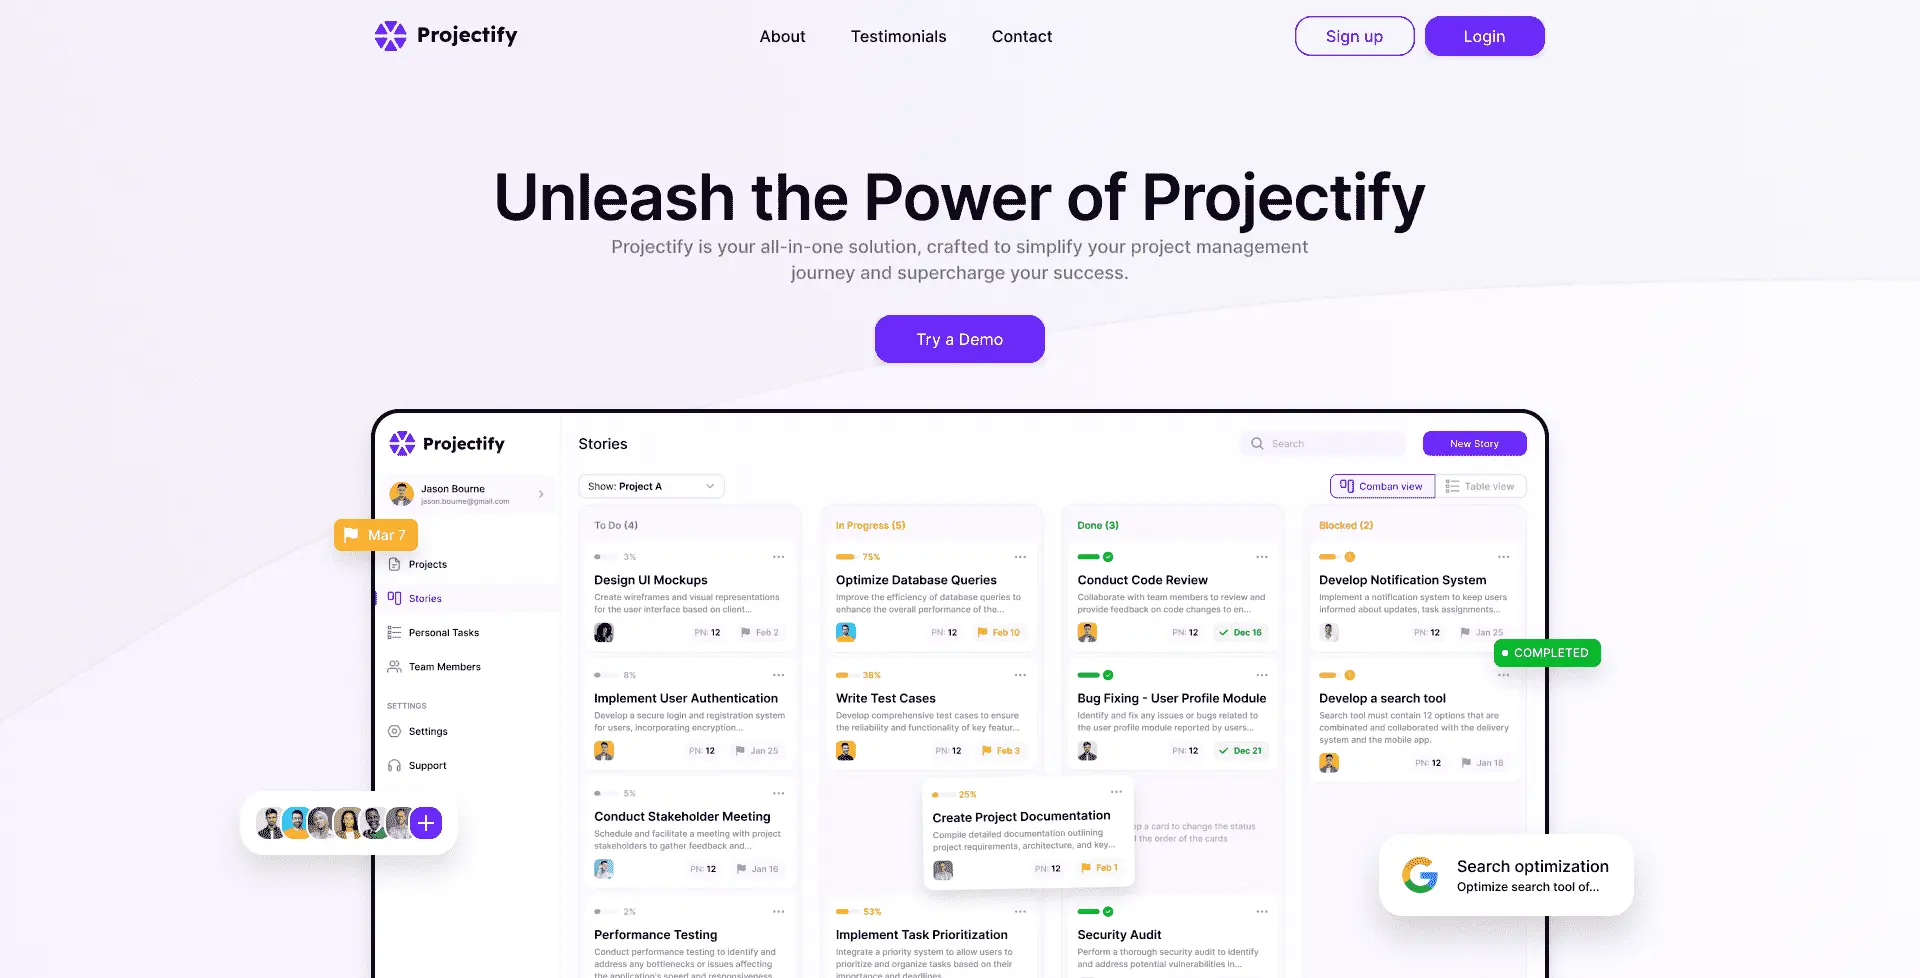 Projectify
About
Testimonials
Contact
Sign up
Login
Unleash the Power of Projectify
Projectify is your all-in-one solution, crafted to simplify your project management
journey and supercharge your success.
Try a Demo
Projectify
Jason Bourne
jason.bourne@gmail.com
Mar 7
Projects
Stories
Personal Tasks
Team Members
SETTINGS
Settings
Support
Stories
Search
New Story
Show: Project A
Comban view
Table view
To Do (4)
3%
Design UI Mockups
Create wireframes and visual representations
for the user interface based on client...
PN: 12
Feb 2
8%
Implement User Authentication
Develop a secure login and registration system
for users, incorporating encryption...
PN: 12
Jan 25
5%
Conduct Stakeholder Meeting
Schedule and facilitate a meeting with project
stakeholders to gather feedback and...
PN: 12
Jan 16
2%
Performance Testing
Conduct performance testing to identify and
address any bottlenecks or issues affecting
the application's speed and responsiveness
In Progress (5)
75%
Optimize Database Queries
Improve the efficiency of database queries to
enhance the overall performance of the...
PN: 12
Feb 10
38%
Write Test Cases
Develop comprehensive test cases to ensure
the reliability and functionality of key featur...
PN: 12
Feb 3
25%
Create Project Documentation
Compile detailed documentation outlining
project requirements, architecture, and key...
PN: 12
Feb 1
53%
Implement Task Prioritization
Integrate a priority system to allow users to
prioritize and organize tasks based on their
importance and deadlines
Done (3)
Conduct Code Review
Collaborate with team members to review and
provide feedback on code changes to en...
PN: 12
Dec 16
Bug Fixing - User Profile Module
Identify and fix any issues or bugs related to
the user profile module reported by users...
PN: 12
Dec 21
p a card to change the status
the order of the cards
Security Audit
Perform a thorough security audit to identify
and address potential vulnerabilities in...
Blocked (2)
Develop Notification System
Implement a notification system to keep users
informed about updates, task assignments...
PN: 12
Jan 25
COMPLETED
Develop a search tool
Search tool must contain 12 options that are
combinated and collaborated with the delivery
system and the mobile app.
PN: 12
Jan 18
Search optimization
Optimize search tool of...